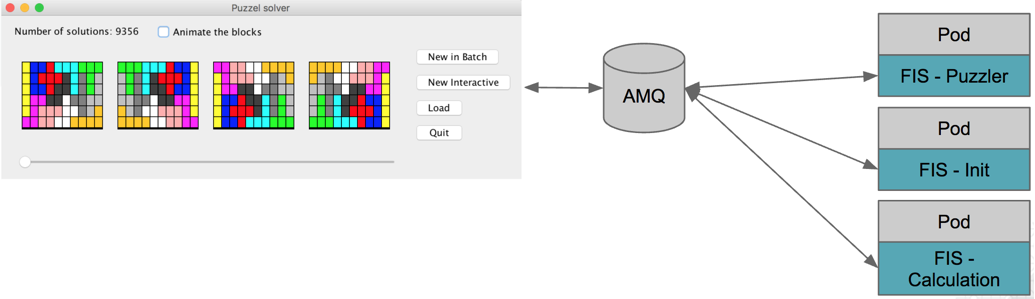 Puzzel solver
Number of solutions: 9356
Animate the blocks
New in Batch
New Interactive
Load
Quit
AMQ
Pod
FIS - Puzzler
Pod
FIS - Init
Pod
FIS -
Calculation